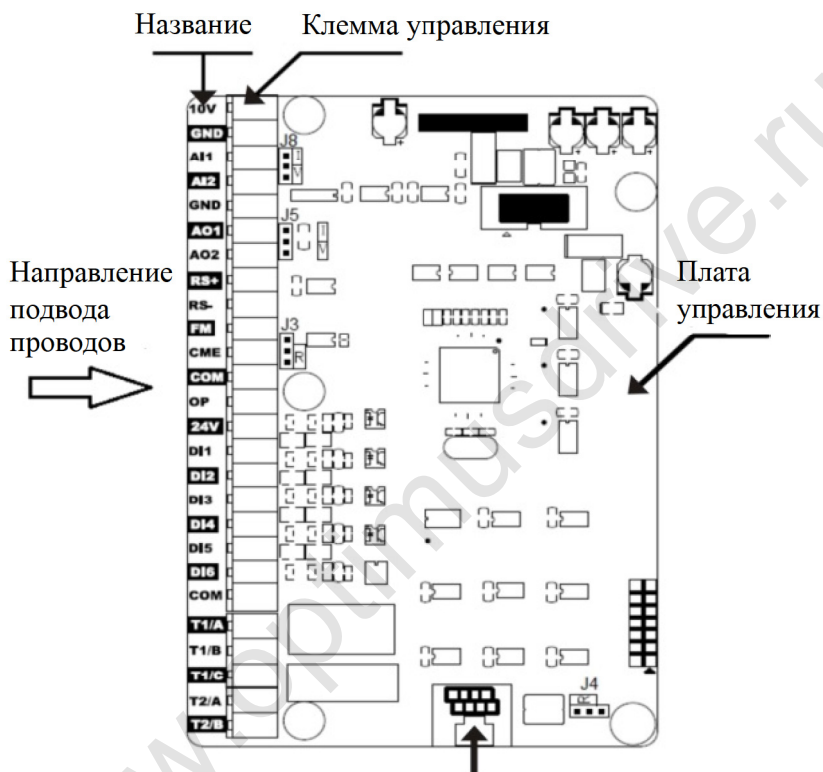 Название
Клемма управления
10V
GND
J8
AI1
I
V
AI2
GND
J5
AO1
I
V
AO2
RS+
RS-
FM
J3
CME
R
COM
OP
24V
DI1
DI2
DI3
DI4
DI5
DI6
COM
T1/A
T1/B
T1/C
T2/A
T2/B
J4
R
Направление
подвода
проводов
Плата
управления
www.optimusdrive.ru